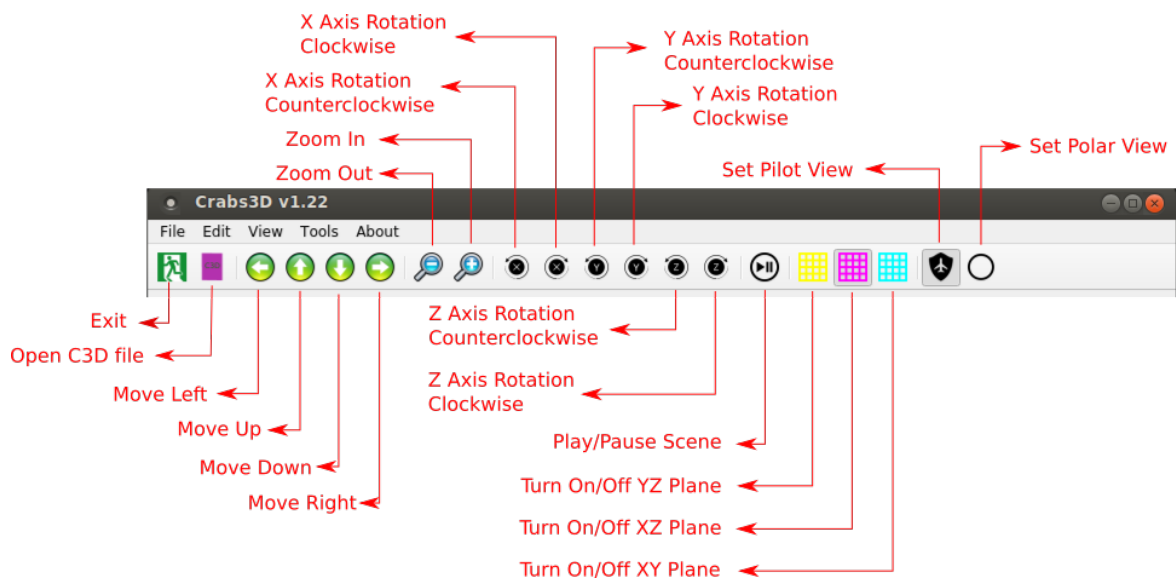 X Axis Rotation
Clockwise
Y Axis Rotation
Counterclockwise
X Axis Rotation
Counterclockwise
Y Axis Rotation
Clockwise
Zoom In
Set Polar View
Zoom Out
Set Pilot View
Crabs3D v1.22
File Edit View Tools About
X X Y Y Z Z
Exit
Z Axis Rotation
Counterclockwise
Open C3D file
Move Left
Z Axis Rotation
Clockwise
Move Up
Play/Pause Scene
Move Down
Turn On/Off YZ Plane
Move Right
Turn On/Off XZ Plane
Turn On/Off XY Plane